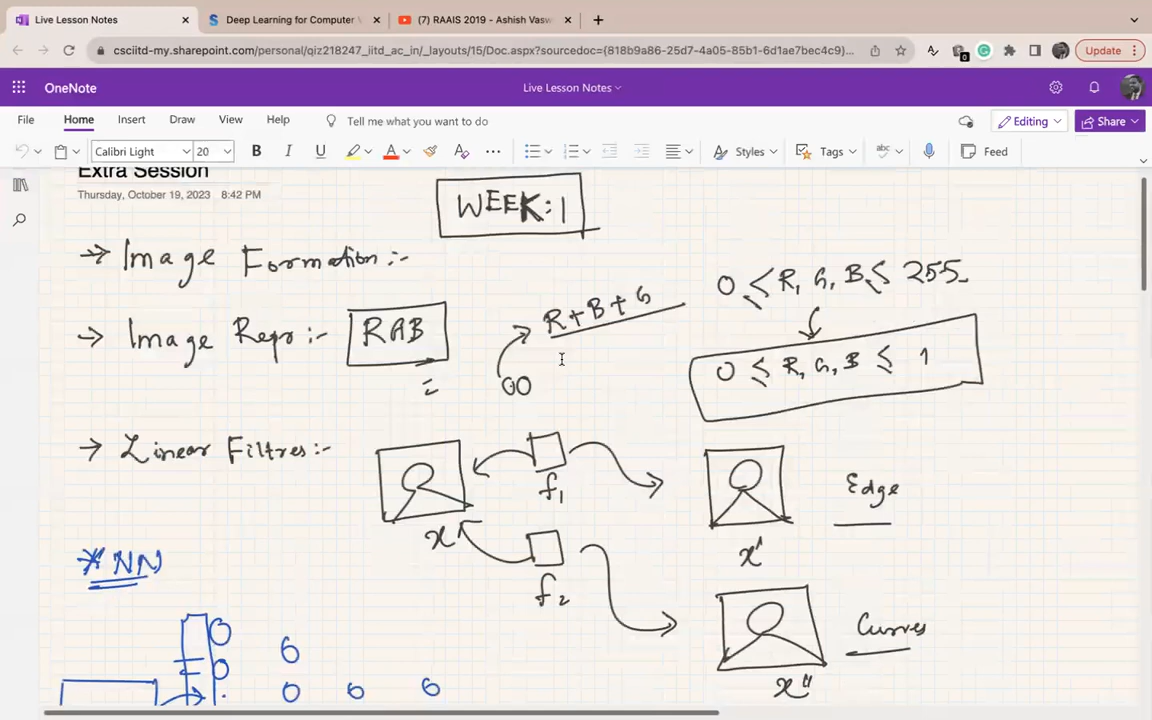 Live Lesson Notes
Deep Learning for Computer V
(7) RAAIS 2019 - Ashish Vasw
csciitd-my.sharepoint.com/personal/qiz218247_iitd_ac_in/_layouts/15/Doc.aspx?sourcedoc={818b9a86-25d7-4a05-85b1-6d1ae7bec4c9}...
Update
OneNote
Live Lesson Notes
File Home Insert Draw View Help Tell me what you want to do
Editing
Share
Calibri Light 20 B I U A Styles Tags Feed
Extra Session
Thursday, October 19, 2023 8:42 PM
WEEK:1
→ Image Formation:-
0 ≤ R, G, B ≤ 255
→ Image Repr:- RGB
R+B+G
0 ≤ R, G, B ≤ 1
→ Linear Filtres:-
f1
x
Edge
x'
*NN
f2
Curves
x''